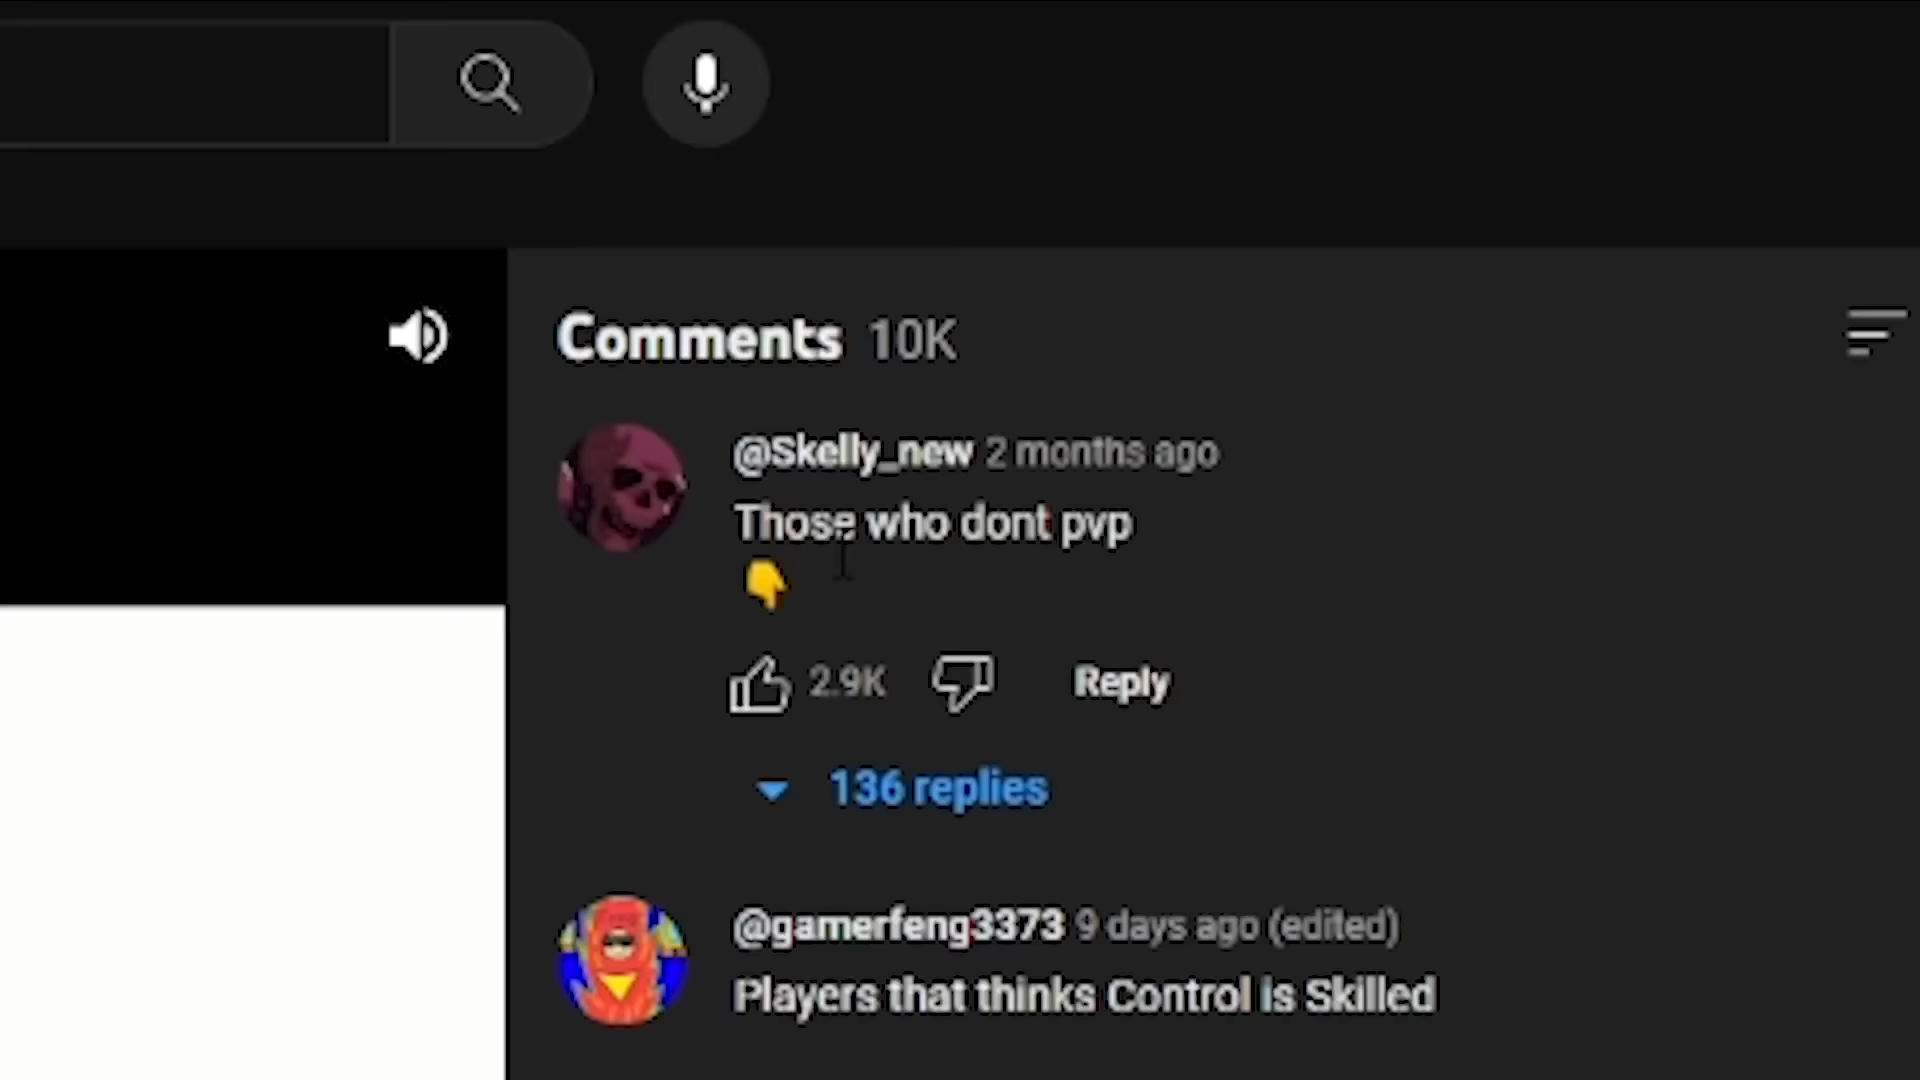 Comments 10K
@Skelly_new 2 months ago
Those who dont pvp
👇
2.9K Reply
136 replies
@gamerfeng3373 9 days ago (edited)
Players that thinks Control is Skilled